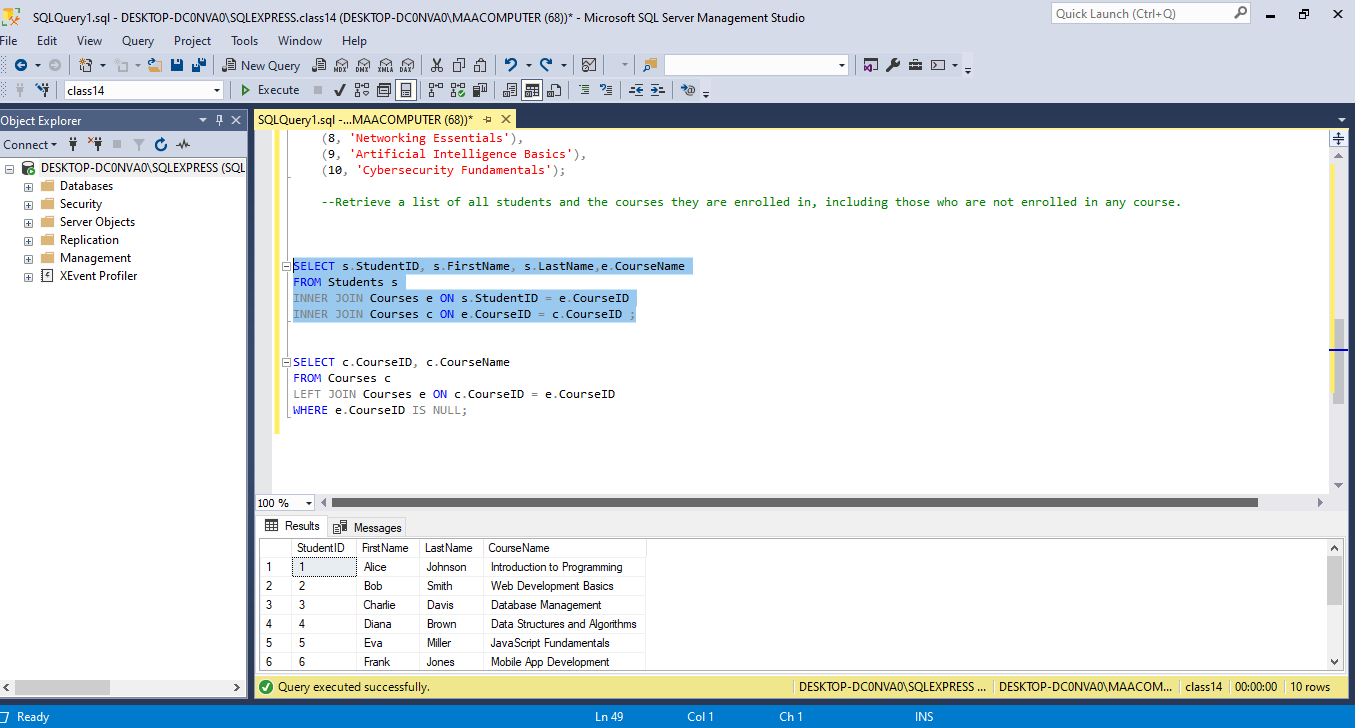 SQLQuery1.sql - DESKTOP-DC0NVA0\SQLEXPRESS.class14 (DESKTOP-DC0NVA0\MAACOMPUTER (68))* - Microsoft SQL Server Management Studio
Quick Launch (Ctrl+Q)
File Edit View Query Project Tools Window Help
New Query MDX DMX XMLA DAX
class14 Execute
Object Explorer
SQLQuery1.sql -...MAACOMPUTER (68))*
Connect
DESKTOP-DC0NVA0\SQLEXPRESS (SQL
Databases
Security
Server Objects
Replication
Management
XEvent Profiler
(8, 'Networking Essentials'),
(9, 'Artificial Intelligence Basics'),
(10, 'Cybersecurity Fundamentals');
--Retrieve a list of all students and the courses they are enrolled in, including those who are not enrolled in any course.
SELECT s.StudentID, s.FirstName, s.LastName,e.CourseName
FROM Students s
INNER JOIN Courses e ON s.StudentID = e.CourseID
INNER JOIN Courses c ON e.CourseID = c.CourseID ;
SELECT c.CourseID, c.CourseName
FROM Courses c
LEFT JOIN Courses e ON c.CourseID = e.CourseID
WHERE e.CourseID IS NULL;
100 %
Results Messages
StudentID FirstName LastName CourseName
1 1 Alice Johnson Introduction to Programming
2 2 Bob Smith Web Development Basics
3 3 Charlie Davis Database Management
4 4 Diana Brown Data Structures and Algorithms
5 5 Eva Miller JavaScript Fundamentals
6 6 Frank Jones Mobile App Development
Query executed successfully. DESKTOP-DC0NVA0\SQLEXPRESS ... DESKTOP-DC0NVA0\MAACOM... class14 00:00:00 10 rows
Ready Ln 49 Col 1 Ch 1 INS